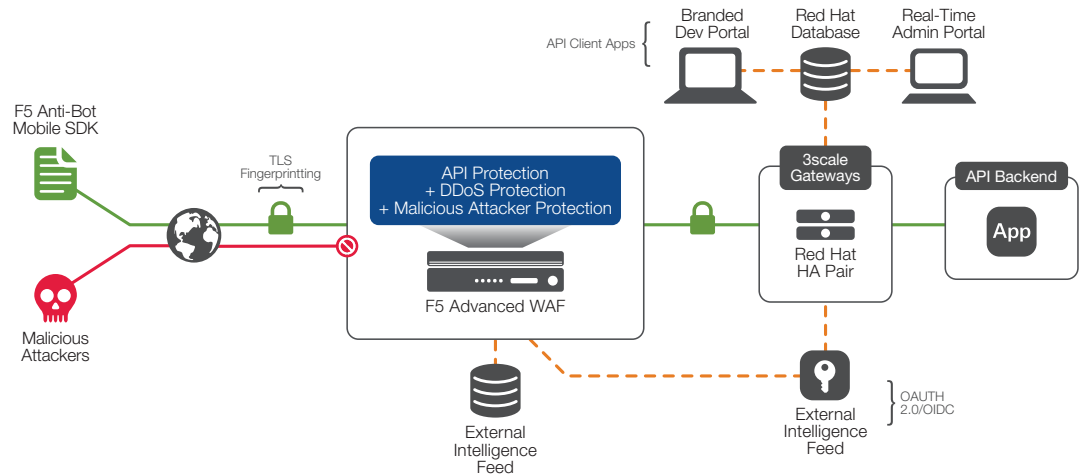 Branded
Dev Portal
Red Hat
Database
Real-Time
Admin Portal
API Client Apps
F5 Anti-Bot
Mobile SDK
TLS
Fingerprintting
API Protection
+ DDoS Protection
+ Malicious Attacker Protection
3scale
Gateways
API Backend
App
Red Hat
HA Pair
F5 Advanced WAF
Malicious
Attackers
External
Intelligence
Feed
External
Intelligence
Feed
OAUTH
2.0/OIDC